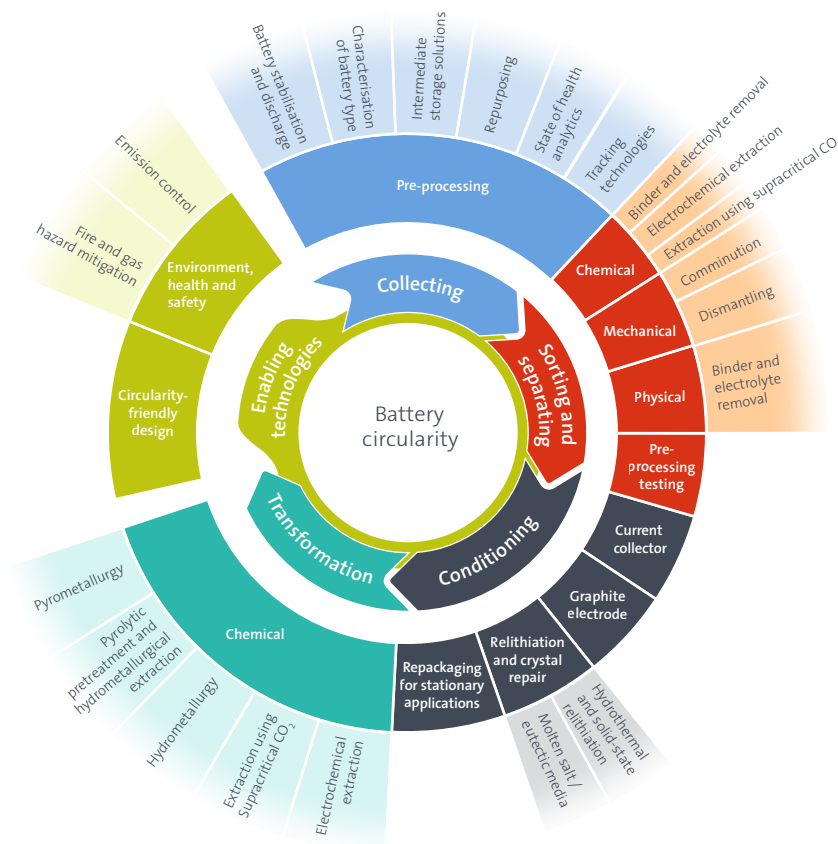 Battery
circularity
Collecting
Sorting and
separating
Conditioning
Transformation
Enabling
technologies
Pre-processing
Battery stabilisation
and discharge
Characterisation
of battery type
Intermediate
storage solutions
Repurposing
State of health
analytics
Tracking
technologies
Chemical
Binder and electrolyte removal
Electrochemical extraction
Extraction using supracritical CO
Mechanical
Comminution
Dismantling
Physical
Binder and
electrolyte
removal
Pre-
processing
testing
Current
collector
Graphite
electrode
Relithiation
and crystal
repair
Hydrothermal
and solid-state
relithiation
Molten salt /
eutectic media
Repackaging
for stationary
applications
Chemical
Electrochemical
extraction
Extraction using
Supracritical CO₂
Hydrometallurgy
Pyrolytic
pretreatment and
hydrometallurgical
extraction
Pyrometallurgy
Circularity-
friendly
design
Environment,
health and
safety
Fire and gas
hazard mitigation
Emission control